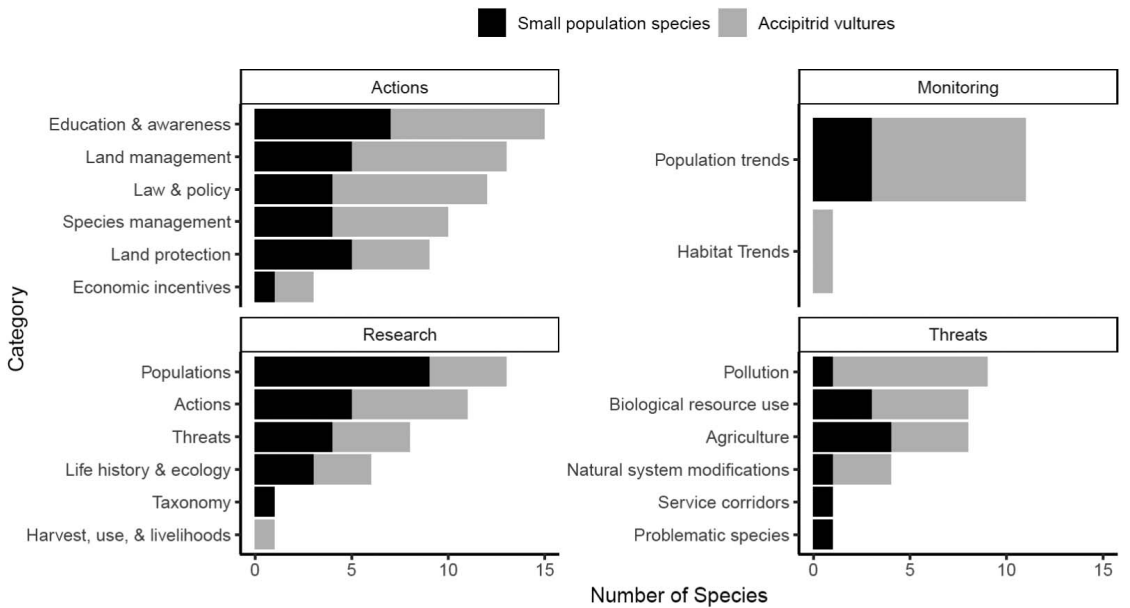 Small population species
Accipitrid vultures
Actions
Education & awareness
Land management
Law & policy
Species management
Land protection
Economic incentives
Monitoring
Population trends
Habitat Trends
Category
Research
Populations
Actions
Threats
Life history & ecology
Taxonomy
Harvest, use, & livelihoods
0 5 10 15
Threats
Pollution
Biological resource use
Agriculture
Natural system modifications
Service corridors
Problematic species
0 5 10 15
Number of Species